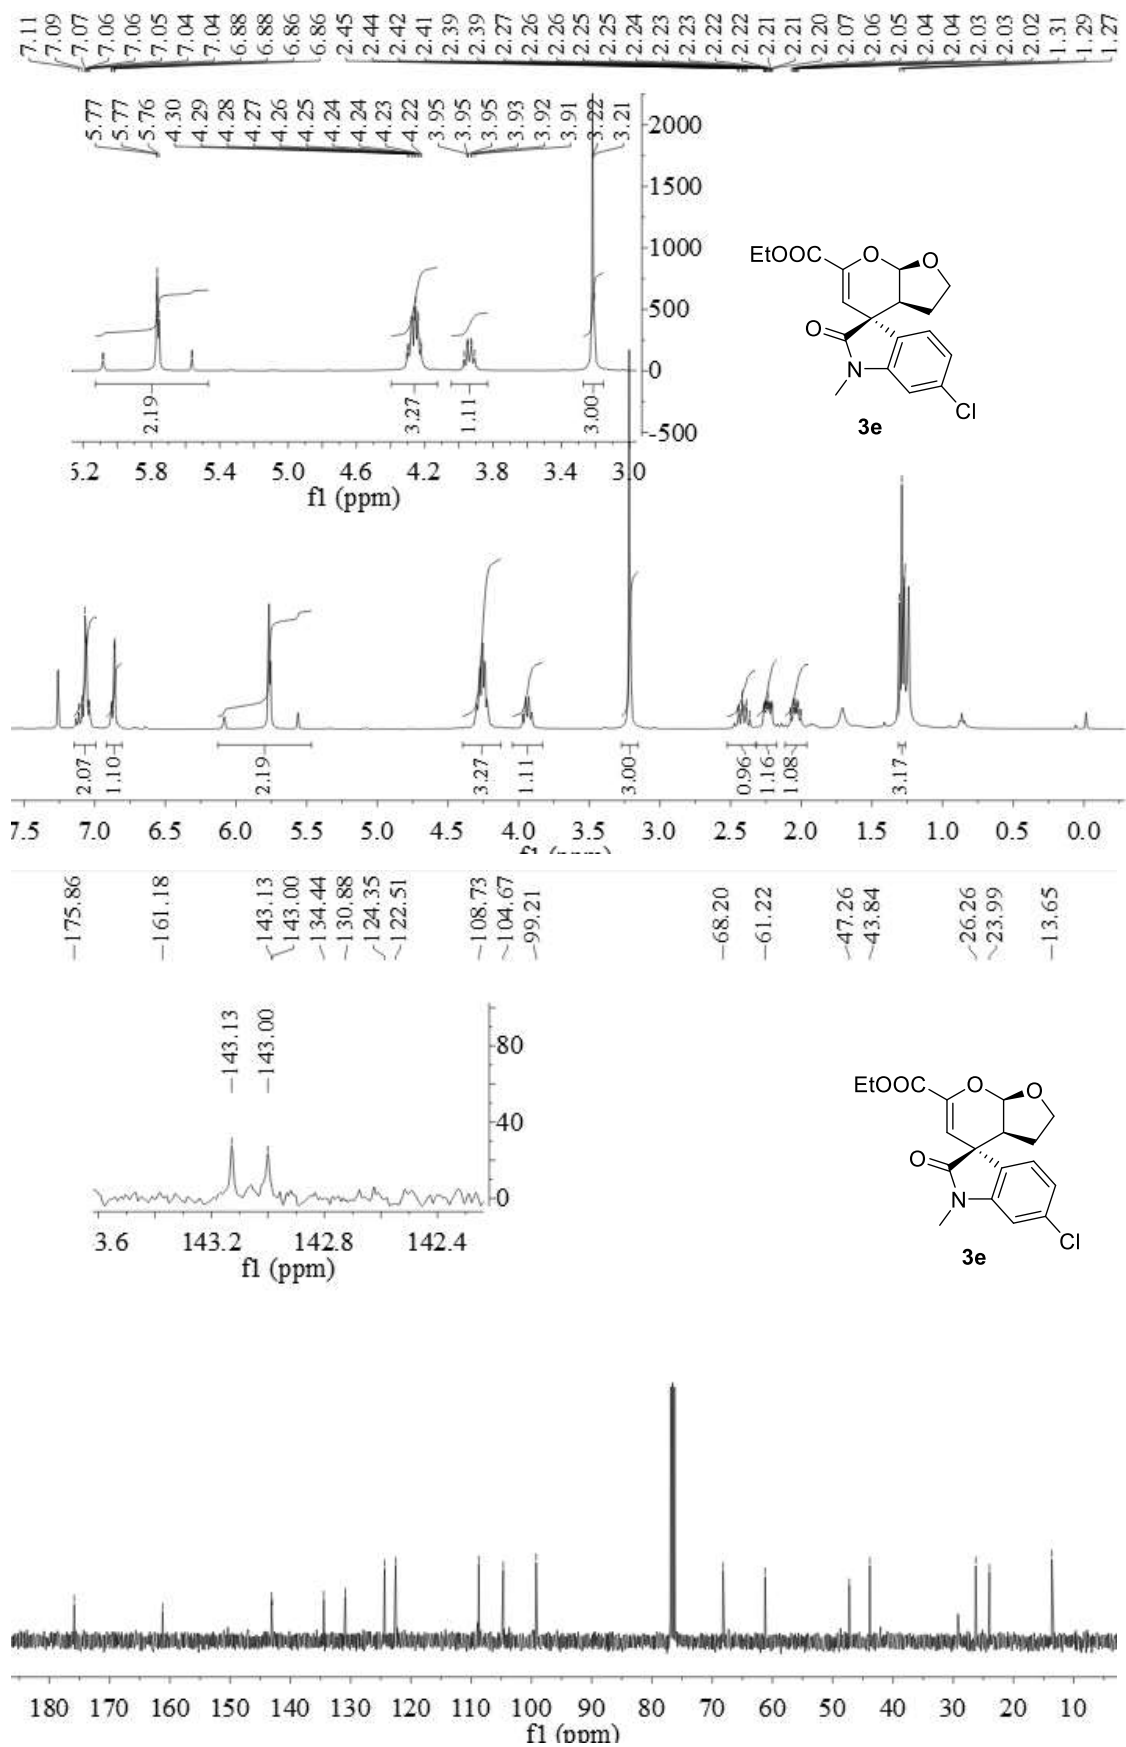 7.11 7.09 7.07 7.06 7.06 7.05 7.04 7.04 6.88 6.88 6.86 6.86 2.45 2.44 2.42 2.41 2.39 2.39 2.27 2.26 2.26 2.25 2.25 2.24 2.23 2.23 2.22 2.22 2.21 2.21 2.20 2.07 2.06 2.05 2.04 2.04 2.03 2.03 2.02 1.31 1.29 1.27
5.77 5.77 5.76 4.30 4.29 4.28 4.27 4.26 4.25 4.24 4.24 4.23 4.22 3.95 3.95 3.95 3.93 3.92 3.91 3.22 3.21
2000
1500
1000
500
0
-500
EtOOC O O
O
N
Cl
3e
2.19 3.27 1.11 3.00
5.2 5.8 5.0 4.6 4.2 3.8 3.4 3.0
f1 (ppm)
2.07 1.10 2.19 3.27 1.11 3.00 0.96 1.16 1.08 3.17
7.5 7.0 6.5 6.0 5.5 5.0 4.5 4.0 3.5 3.0 2.5 2.0 1.5 1.0 0.5 0.0
f1 (ppm)
175.86 161.18 143.13 143.00 134.44 130.88 124.35 122.51 108.73 104.67 99.21 68.20 61.22 47.26 43.84 26.26 23.99 13.65
143.13 143.00
80
40
0
3.6 143.2 142.8 142.4
f1 (ppm)
EtOOC O O
O
N
Cl
3e
180 170 160 150 140 130 120 110 100 90 80 70 60 50 40 30 20 10
f1 (ppm)